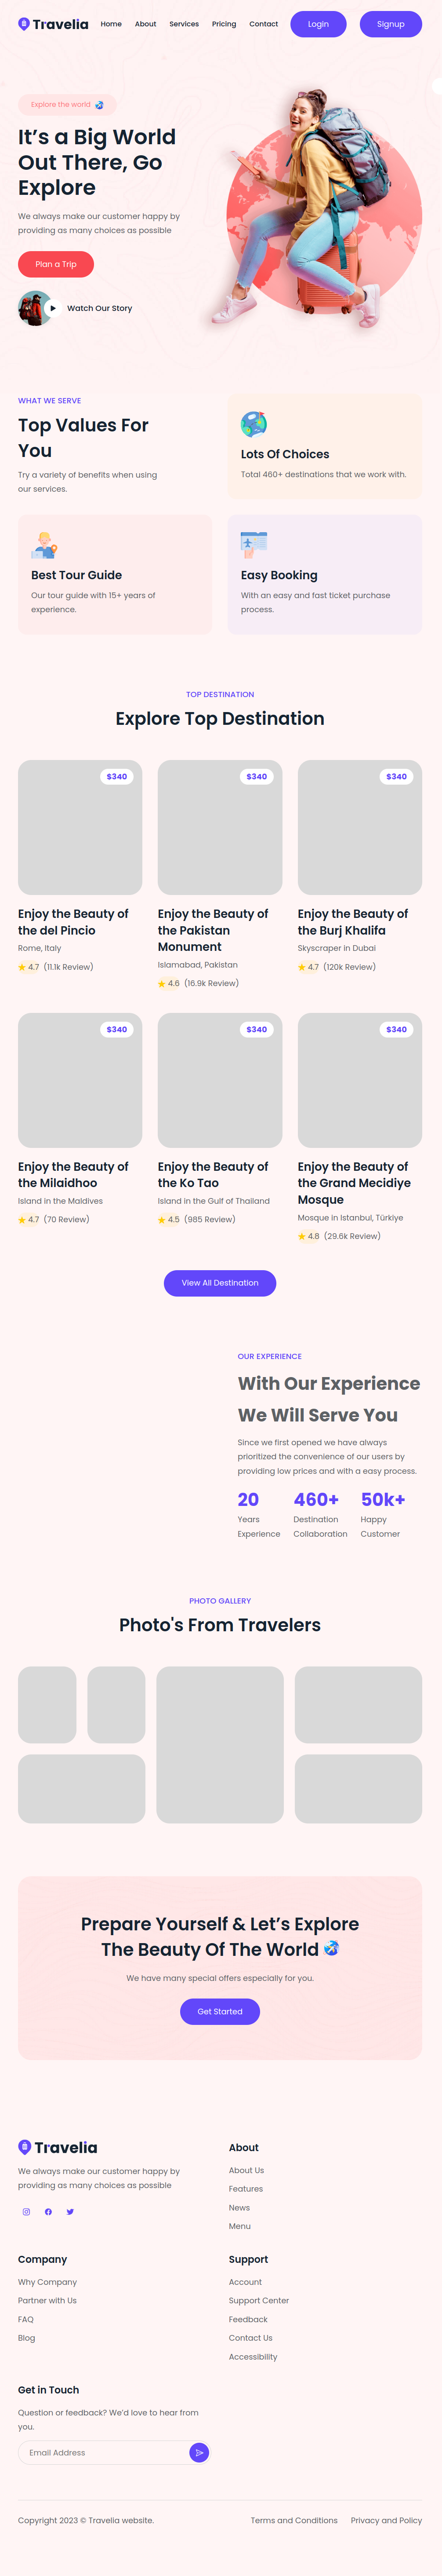 Travelia
Home About Services Pricing Contact Login Signup
Explore the world
It’s a Big World
Out There, Go
Explore
We always make our customer happy by
providing as many choices as possible
Plan a Trip
Watch Our Story
WHAT WE SERVE
Top Values For
You
Try a variety of benefits when using
our services.
Lots Of Choices
Total 460+ destinations that we work with.
Best Tour Guide
Our tour guide with 15+ years of
experience.
Easy Booking
With an easy and fast ticket purchase
process.
TOP DESTINATION
Explore Top Destination
$340
Enjoy the Beauty of
the del Pincio
Rome, Italy
4.7 (11.1k Review)
$340
Enjoy the Beauty of
the Pakistan
Monument
Islamabad, Pakistan
4.6 (16.9k Review)
$340
Enjoy the Beauty of
the Burj Khalifa
Skyscraper in Dubai
4.7 (120k Review)
$340
Enjoy the Beauty of
the Milaidhoo
Island in the Maldives
4.7 (70 Review)
$340
Enjoy the Beauty of
the Ko Tao
Island in the Gulf of Thailand
4.5 (985 Review)
$340
Enjoy the Beauty of
the Grand Mecidiye
Mosque
Mosque in Istanbul, Türkiye
4.8 (29.6k Review)
View All Destination
OUR EXPERIENCE
With Our Experience
We Will Serve You
Since we first opened we have always
prioritized the convenience of our users by
providing low prices and with a easy process.
20
Years
Experience
460+
Destination
Collaboration
50k+
Happy
Customer
PHOTO GALLERY
Photo's From Travelers
Prepare Yourself & Let’s Explore
The Beauty Of The World
We have many special offers especially for you.
Get Started
Travelia
We always make our customer happy by
providing as many choices as possible
About
About Us
Features
News
Menu
Company
Why Company
Partner with Us
FAQ
Blog
Support
Account
Support Center
Feedback
Contact Us
Accessibility
Get in Touch
Question or feedback? We’d love to hear from
you.
Email Address
Copyright 2023 © Travelia website.
Terms and Conditions Privacy and Policy